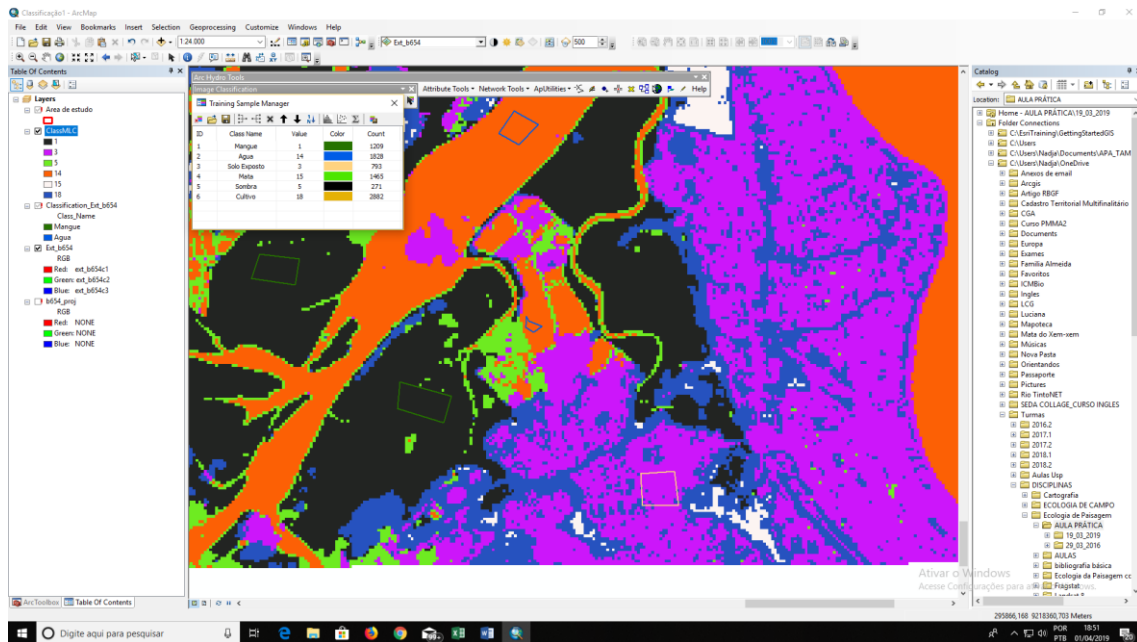 Classificação1 - ArcMap
File Edit View Bookmarks Insert Selection Geoprocessing Customize Windows Help
1:24.000
Ext_b654
500
Table Of Contents
Layers
Area de estudo
ClassMLC
1
3
5
14
15
18
Classification_Ext_b654
Class_Name
Mangue
Agua
Ext_b654
RGB
Red: ext_b654c1
Green: ext_b654c2
Blue: ext_b654c3
b654_proj
RGB
Red: NONE
Green: NONE
Blue: NONE
ArcToolbox Table Of Contents
Arc Hydro Tools
Image Classification
Attribute Tools Network Tools ApUtilities Help
Training Sample Manager
ID Class Name Value Color Count
1 Mangue 1 1209
2 Agua 14 1828
3 Solo Exposto 3 793
4 Mata 15 1465
5 Sombra 5 271
6 Cultivo 18 2882
Catalog
Location: AULA PRÁTICA
Home - AULA PRÁTICA\19_03_2019
Folder Connections
C:\EsriTraining\GettingStartedGIS
C:\Users
C:\Users\Nadja\Documents\APA_TAM
C:\Users\Nadja\OneDrive
Anexos de email
Arcgis
Artigo RBGF
Cadastro Territorial Multifinalitário
CGA
Curso PMMA2
Documents
Europa
Exames
Familia Almeida
Favoritos
ICMBio
Ingles
LCG
Luciana
Mapoteca
Mata do Xem-xem
Músicas
Nova Pasta
Orientandos
Passaporte
Pictures
Rio TintoNET
SEDA COLLAGE_CURSO INGLES
Turmas
2016.2
2017.1
2017.2
2018.1
2018.2
Aulas Usp
DISCIPLINAS
Cartografia
ECOLOGIA DE CAMPO
Ecologia de Paisagem
AULA PRÁTICA
19_03_2019
29_03_2016
AULAS
bibliografia básica
Ecologia da Paisagem cc
Fragstat
Ativar o Windows
Acesse Configurações para
295866,168 9218360,703 Meters
Digite aqui para pesquisar
99+
POR
PTB
18:51
01/04/2019